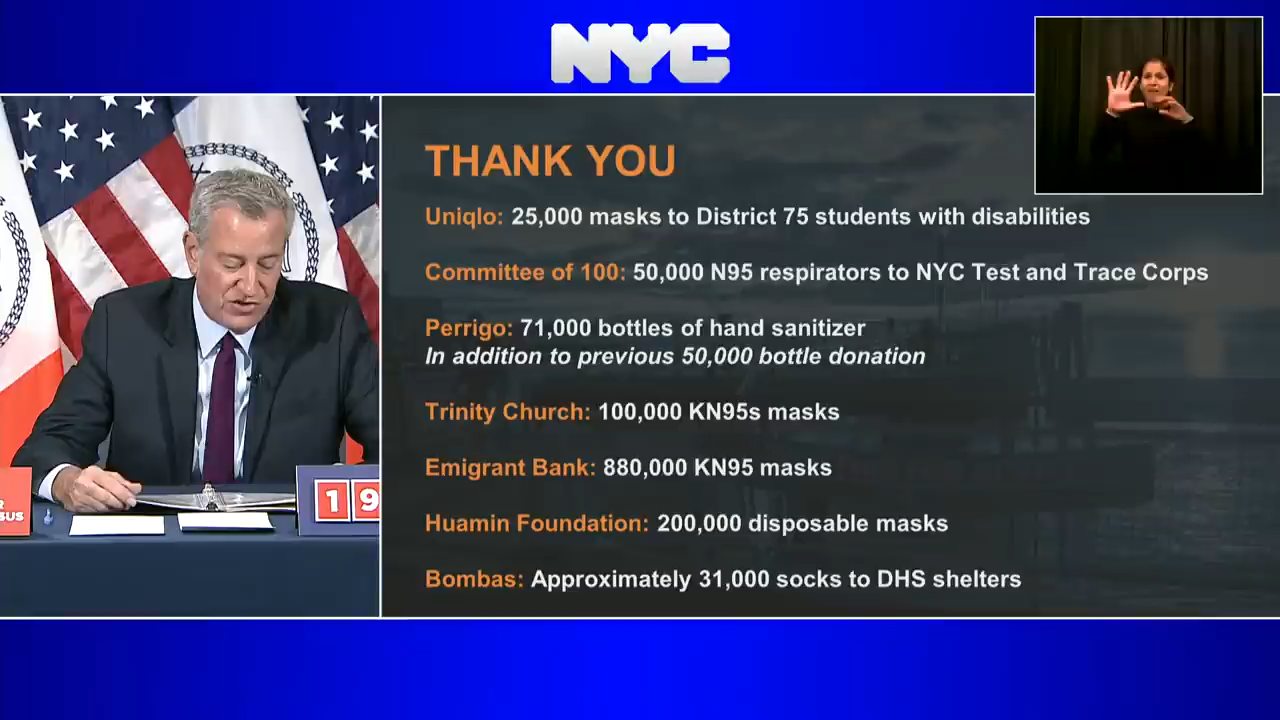 NYC
THANK YOU
Uniqlo: 25,000 masks to District 75 students with disabilities
Committee of 100: 50,000 N95 respirators to NYC Test and Trace Corps
Perrigo: 71,000 bottles of hand sanitizer
In addition to previous 50,000 bottle donation
Trinity Church: 100,000 KN95s masks
Emigrant Bank: 880,000 KN95 masks
Huamin Foundation: 200,000 disposable masks
Bombas: Approximately 31,000 socks to DHS shelters
19